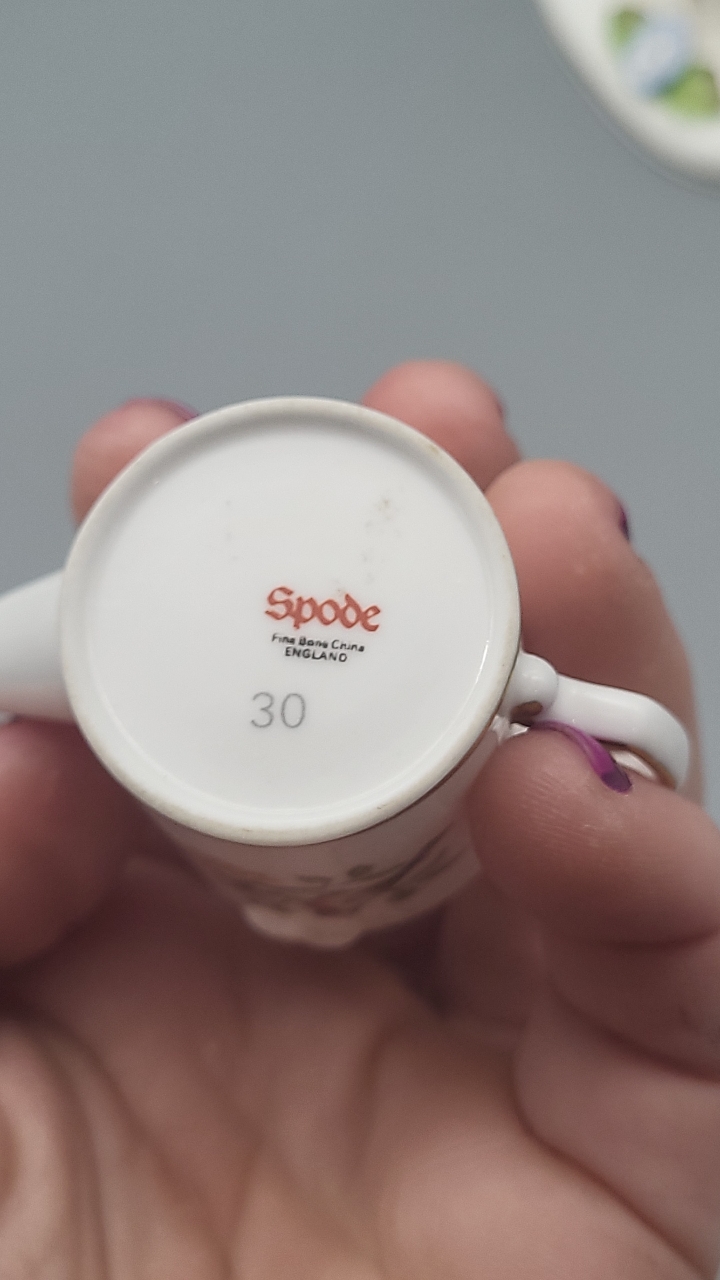 Spode
Fine Bone China
ENGLAND
30